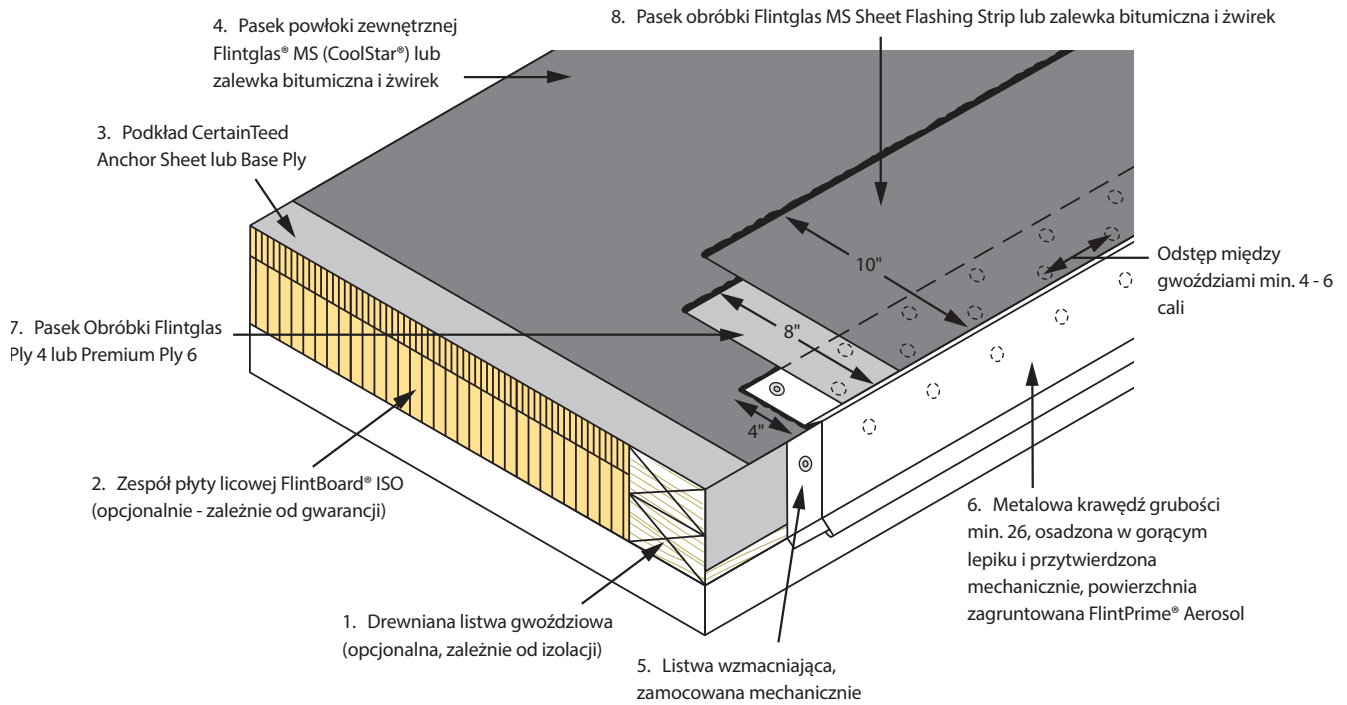 8. Pasek obróbki Flintglas MS Sheet Flashing Strip lub zalewka bitumiczna i żwirek
4. Pasek powłoki zewnętrznej
Flintglas® MS (CoolStar®) lub
zalewka bitumiczna i żwirek
3. Podkład CertainTeed
Anchor Sheet lub Base Ply
10"
Odstęp między
gwoździami min. 4 - 6
cali
7. Pasek Obróbki Flintglas
Ply 4 lub Premium Ply 6
8"
4"
2. Zespół płyty licowej FlintBoard® ISO
(opcjonalnie - zależnie od gwarancji)
6. Metalowa krawędź grubości
min. 26, osadzona w gorącym
lepiku i przytwierdzona
mechanicznie, powierzchnia
zagruntowana FlintPrime® Aerosol
1. Drewniana listwa gwoździowa
(opcjonalna, zależnie od izolacji)
5. Listwa wzmacniająca,
zamocowana mechanicznie